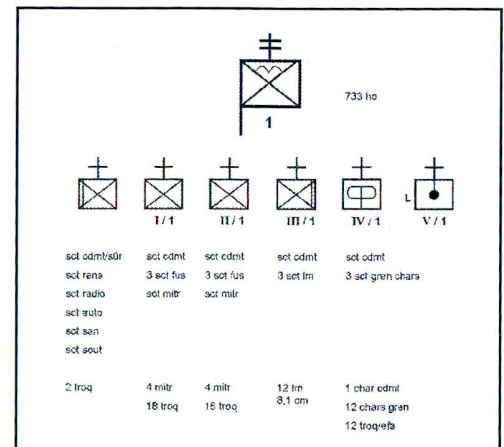 733 ho
1
I / 1 II / 1 III / 1 IV / 1 L V / 1
sct cdmt/sûr sct cdmt sct cdmt sct cdmt sct cdmt
sct rens 3 sct fus 3 sct fus 3 sct lm 3 sct gren chars
sct radio sct mitr sct mitr
sct auto
sct san
sct sout
2 troq 4 mitr 4 mitr 12 lm 1 char cdmt
18 troq 16 troq 8,1 cm 12 chars gren
12 troq/efa